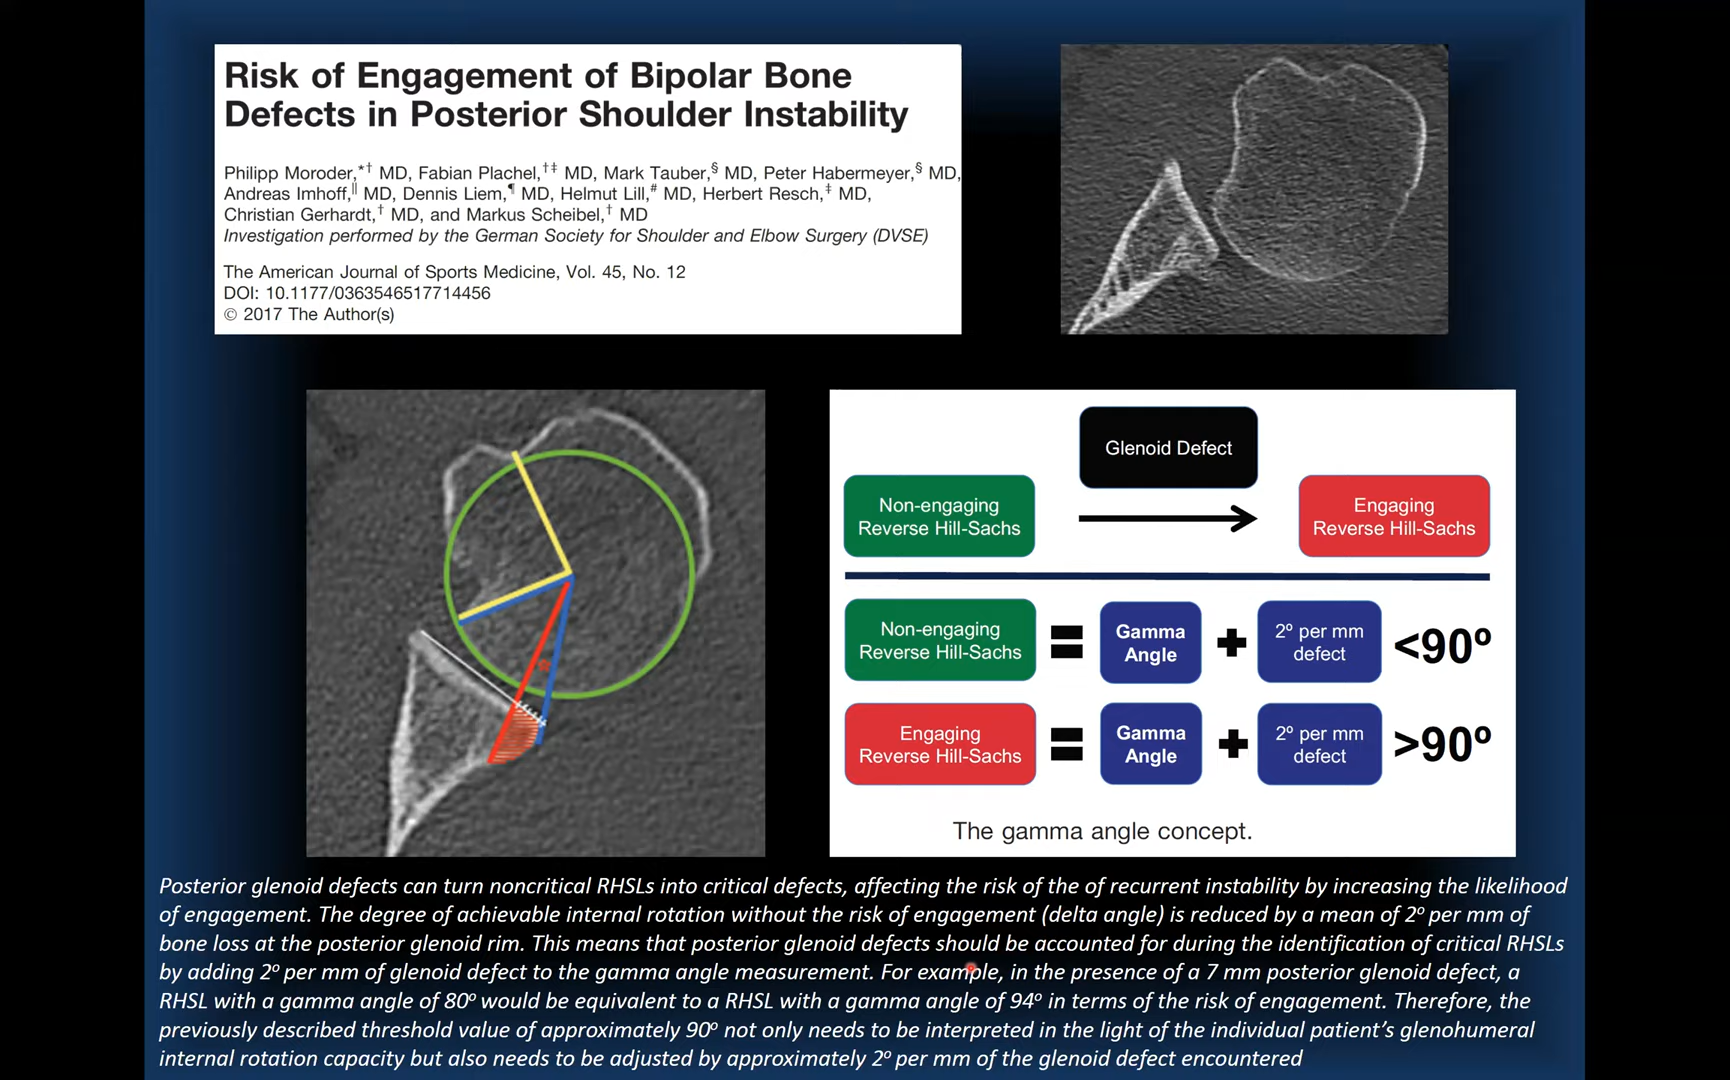 Risk of Engagement of Bipolar Bone
Defects in Posterior Shoulder Instability
Philipp Moroder,*† MD, Fabian Plachel,†‡ MD, Mark Tauber,§ MD, Peter Habermeyer,§ MD,
Andreas Imhoff,|| MD, Dennis Liem,¶ MD, Helmut Lill,# MD, Herbert Resch,‡ MD,
Christian Gerhardt,† MD, and Markus Scheibel,† MD
Investigation performed by the German Society for Shoulder and Elbow Surgery (DVSE)
The American Journal of Sports Medicine, Vol. 45, No. 12
DOI: 10.1177/0363546517714456
© 2017 The Author(s)
Glenoid Defect
Non-engaging
Reverse Hill-Sachs
Engaging
Reverse Hill-Sachs
Non-engaging
Reverse Hill-Sachs
=
Gamma
Angle
+
2º per mm
defect
<90º
Engaging
Reverse Hill-Sachs
=
Gamma
Angle
+
2º per mm
defect
>90º
The gamma angle concept.
Posterior glenoid defects can turn noncritical RHSLs into critical defects, affecting the risk of the of recurrent instability by increasing the likelihood
of engagement. The degree of achievable internal rotation without the risk of engagement (delta angle) is reduced by a mean of 2º per mm of
bone loss at the posterior glenoid rim. This means that posterior glenoid defects should be accounted for during the identification of critical RHSLs
by adding 2º per mm of glenoid defect to the gamma angle measurement. For example, in the presence of a 7 mm posterior glenoid defect, a
RHSL with a gamma angle of 80º would be equivalent to a RHSL with a gamma angle of 94º in terms of the risk of engagement. Therefore, the
previously described threshold value of approximately 90º not only needs to be interpreted in the light of the individual patient's glenohumeral
internal rotation capacity but also needs to be adjusted by approximately 2º per mm of the glenoid defect encountered